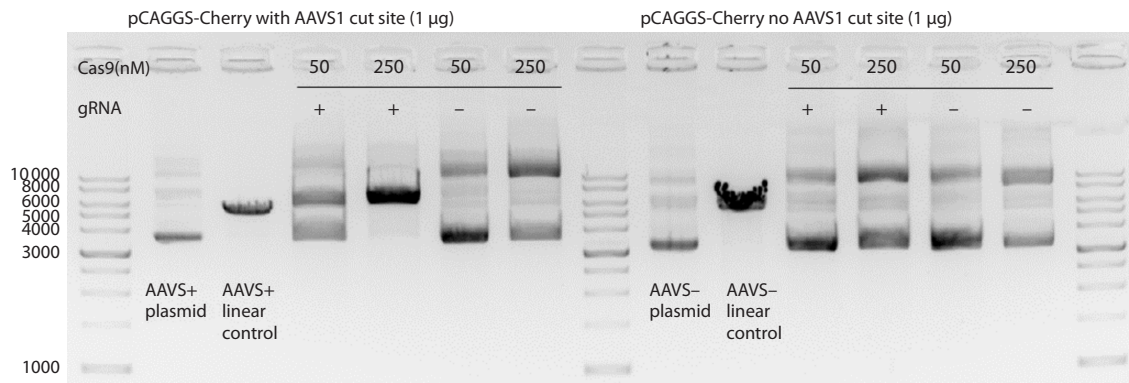 pCAGGS-Cherry with AAVS1 cut site (1 µg)
pCAGGS-Cherry no AAVS1 cut site (1 µg)
Cas9(nM)
50
250
50
250
50
250
50
250
gRNA
+
+
–
–
+
+
–
–
10 000
8000
6000
5000
4000
3000
1000
AAVS+
plasmid
AAVS+
linear
control
AAVS–
plasmid
AAVS–
linear
control